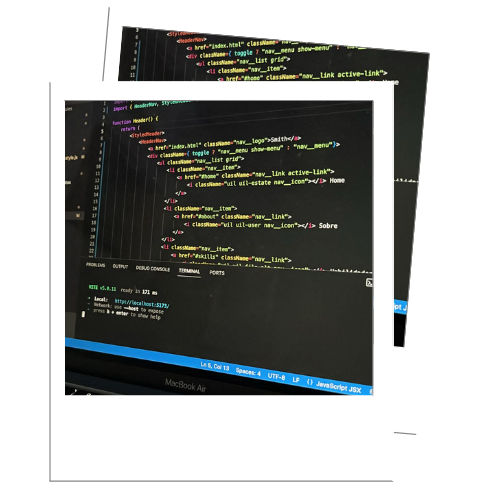 <HeaderNav>
<a href="index.html" className=
<div className={ toggle ? "nav__menu show-menu" : "nav__menu
<ul className="nav__list grid">
<li className="nav__item">
<a href="#home" className="nav__link active-link">
import { HeaderNav,
function Header() {
return (
<StyledHeader>
<HeaderNav>
<a href="index.html" className="nav__logo">Smith</a>
<div className={ toggle ? "nav__menu show-menu" : "nav__menu"}>
<ul className="nav__list grid">
<li className="nav__item">
<a href="#home" className="nav__link active-link">
<i className="uil uil-estate nav__icon"></i> Home
</a>
</li>
<li className="nav__item">
<a href="#about" className="nav__link">
<i className="uil uil-user nav__icon"></i> Sobre
</a>
</li>
<li className="nav__item">
<a href="#skills" className="nav__link">
PROBLEMS OUTPUT DEBUG CONSOLE TERMINAL PORTS
VITE v5.0.11 ready in 171 ms
➜ Local: http://localhost:5173/
➜ Network: use --host to expose
➜ press h + enter to show help
Ln 5, Col 13 Spaces: 4 UTF-8 LF {} JavaScript JSX
MacBook Air